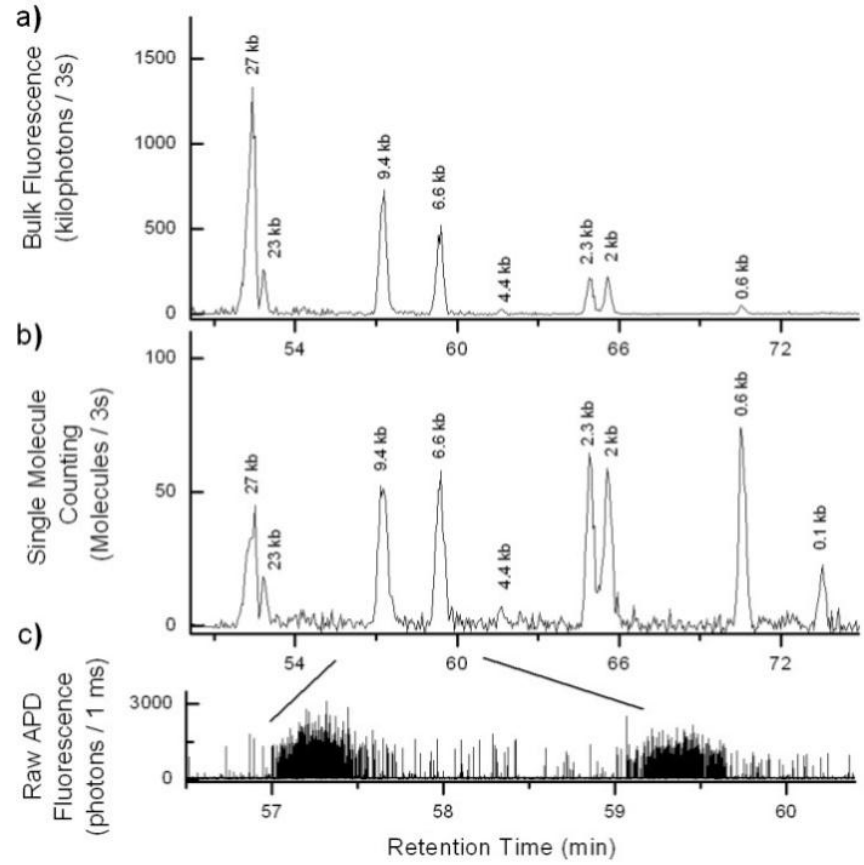 a)
Bulk Fluorescence
(kilophotons / 3s)
1500
1000
500
0
27 kb
23 kb
9.4 kb
6.6 kb
4.4 kb
2.3 kb
2 kb
0.6 kb
54
60
66
72
b)
Single Molecule
Counting
(Molecules / 3s)
100
50
0
27 kb
23 kb
9.4 kb
6.6 kb
4.4 kb
2.3 kb
2 kb
0.6 kb
0.1 kb
54
60
66
72
c)
Raw APD
Fluorescence
(photons / 1 ms)
3000
0
57
58
59
60
Retention Time (min)